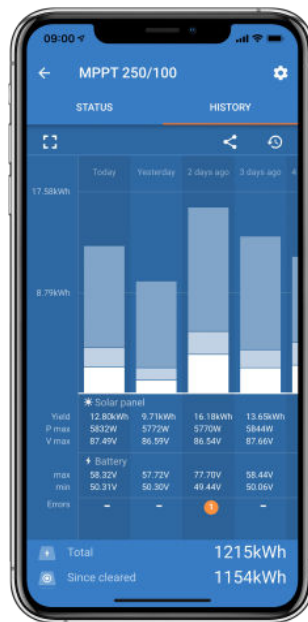 09:00
MPPT 250/100
STATUS HISTORY
Today Yesterday 2 days ago 3 days ago 4
17.58kWh
8.79kWh
Solar panel
Yield 12.80kWh 9.71kWh 16.18kWh 13.65kWh
P max 5832W 5772W 5770W 5844W
V max 87.49V 86.59V 86.54V 87.66V
Battery
max 58.32V 57.72V 77.70V 58.44V
min 50.31V 50.30V 49.44V 50.06V
Errors – – 1 –
Total 1215kWh
Since cleared 1154kWh